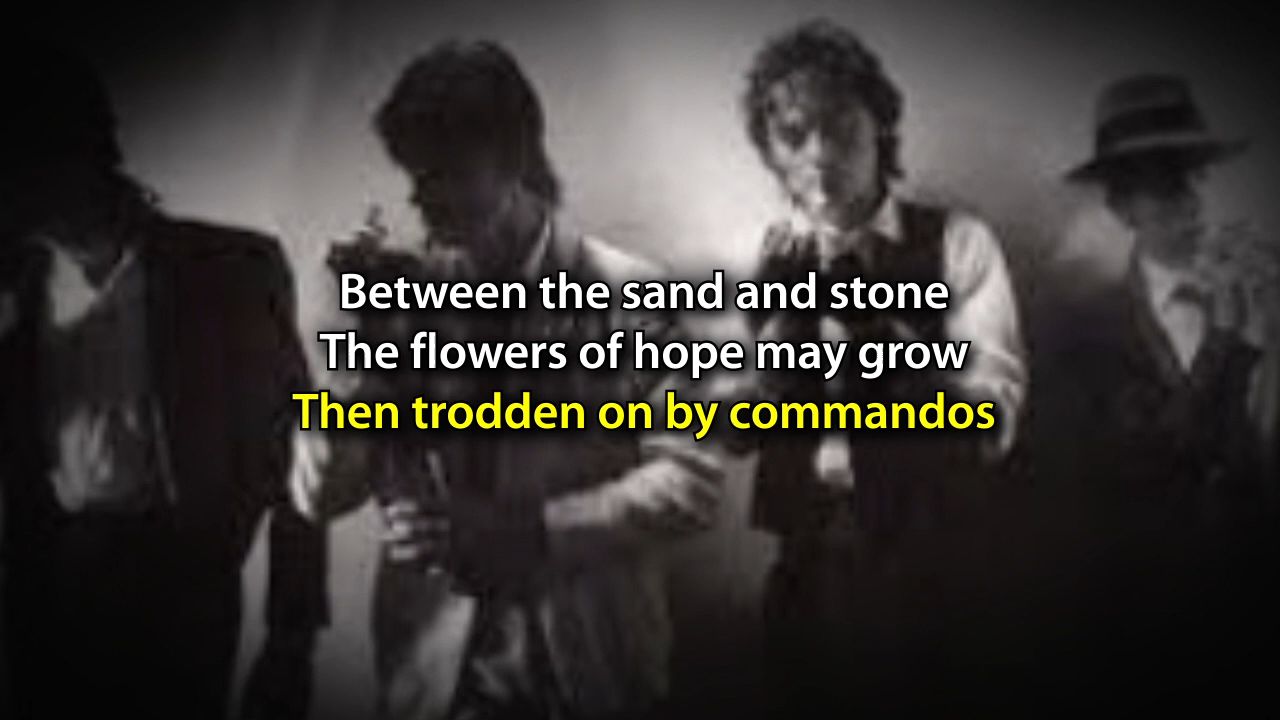 Between the sand and stone
The flowers of hope may grow
Then trodden on by commandos